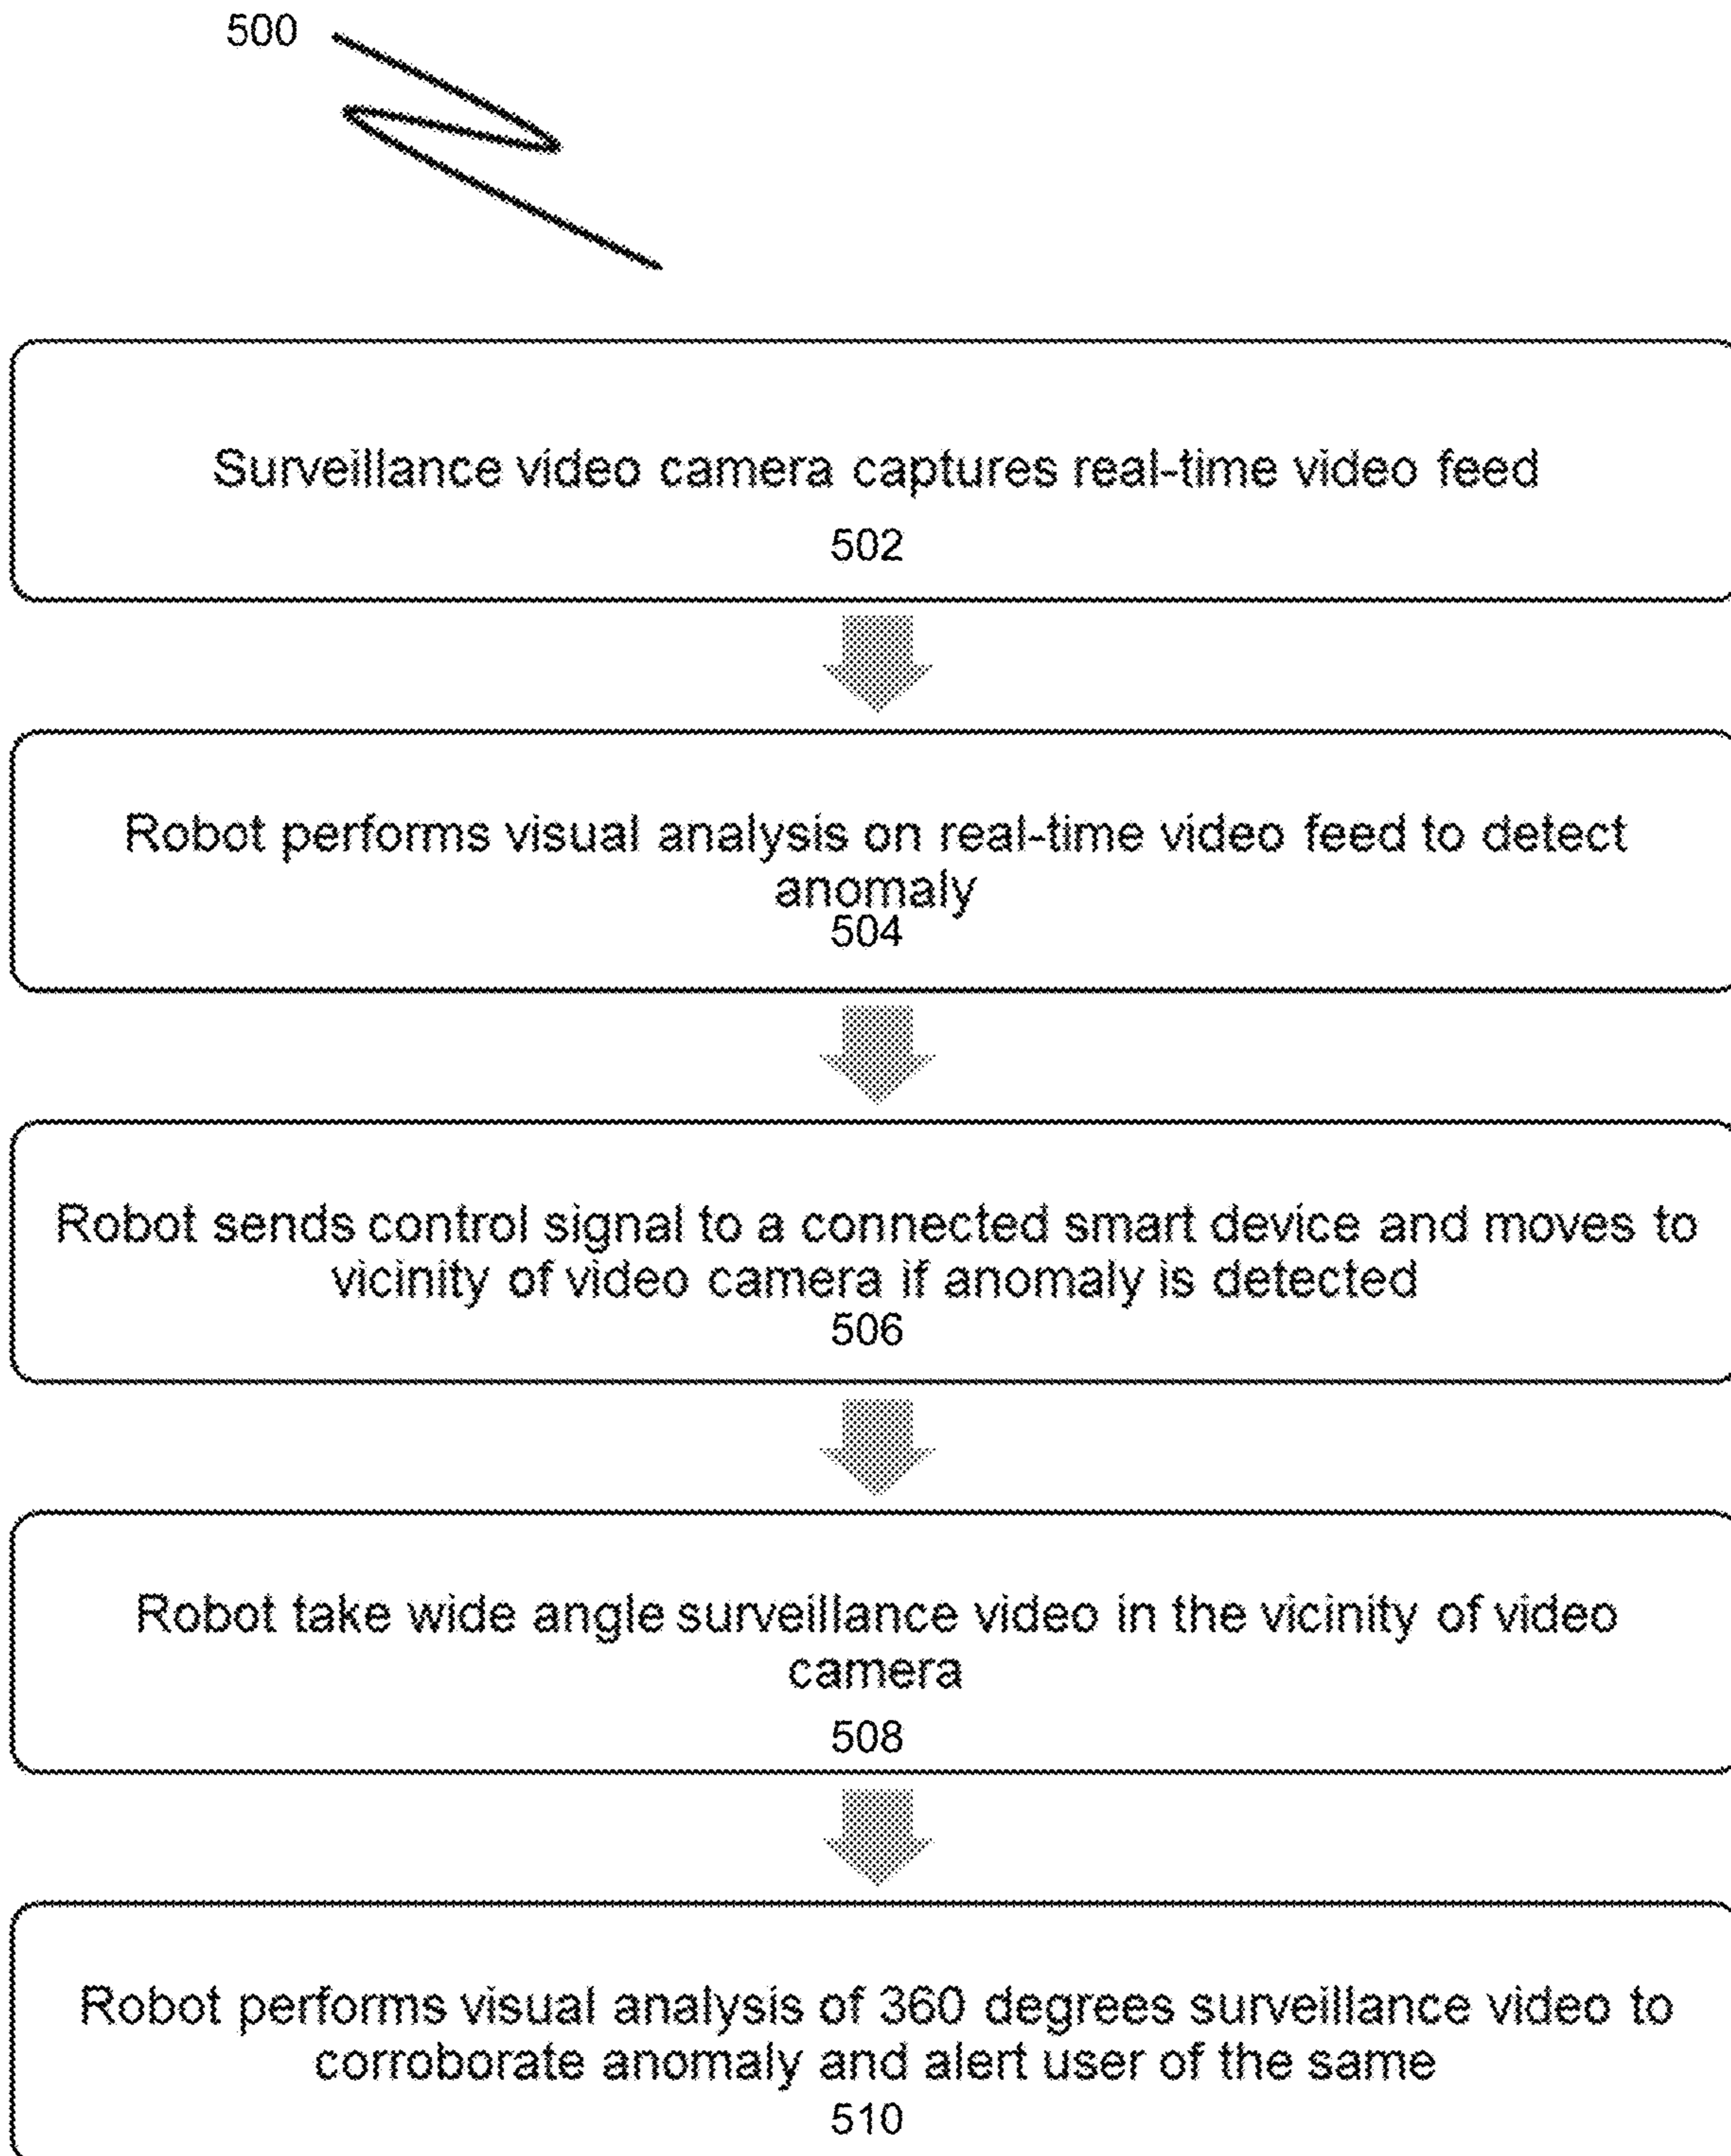 500
Surveillance video camera captures real-time video feed
502
Robot performs visual analysis on real-time video feed to detect
anomaly
504
Robot sends control signal to a connected smart device and moves to
vicinity of video camera if anomaly is detected
506
Robot take wide angle surveillance video in the vicinity of video
camera
508
Robot performs visual analysis of 360 degrees surveillance video to
corroborate anomaly and alert user of the same
510